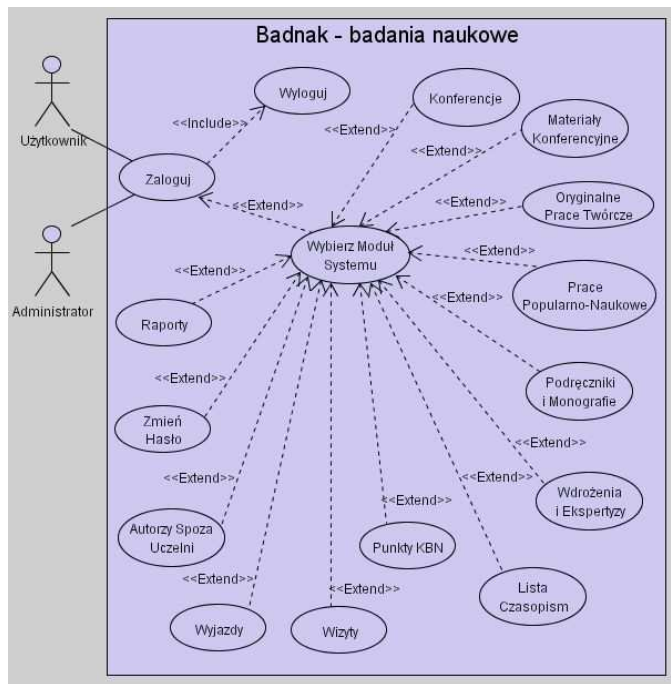 Badnak - badania naukowe
Wyloguj
Konferencje
<<Include>>
<<Extend>>
Materiały
Konferencyjne
Użytkownik
<<Extend>>
Zaloguj
<<Extend>>
<<Extend>>
Oryginalne
Prace Twórcze
Wybierz Moduł
Systemu
<<Extend>>
<<Extend>>
Administrator
Prace
Popularno-Naukowe
Raporty
<<Extend>>
<<Extend>>
Podręczniki
i Monografie
Zmień
Hasło
<<Extend>>
<<Extend>>
<<Extend>>
<<Extend>>
Wdrożenia
i Ekspertyzy
Autorzy Spoza
Uczelni
Punkty KBN
<<Extend>>
<<Extend>>
Lista
Czasopism
Wyjazdy
Wizyty